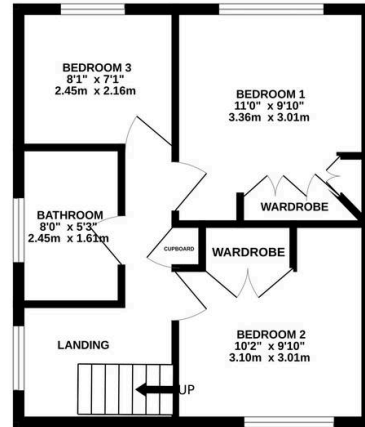 BEDROOM 3
8'1" x 7'1"
2.45m x 2.16m
BEDROOM 1
11'0" x 9'10"
3.36m x 3.01m
WARDROBE
BATHROOM
8'0" x 5'3"
2.45m x 1.61m
CUPBOARD
WARDROBE
BEDROOM 2
10'2" x 9'10"
3.10m x 3.01m
LANDING
UP